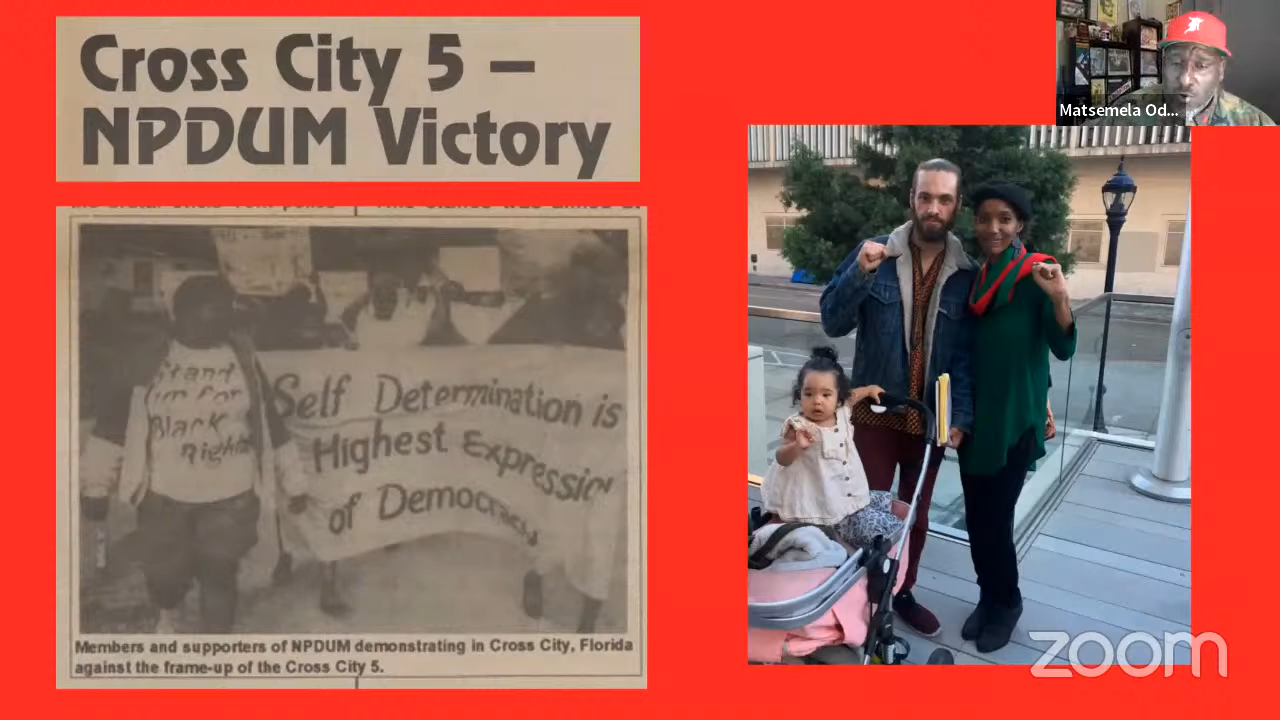 Cross City 5 –
NPDUM Victory
Matsemela Od...
Stand
up for
Black
Rights
Self Determination is
Highest Expression
of Democracy
Members and supporters of NPDUM demonstrating in Cross City, Florida
against the frame-up of the Cross City 5.
zoom